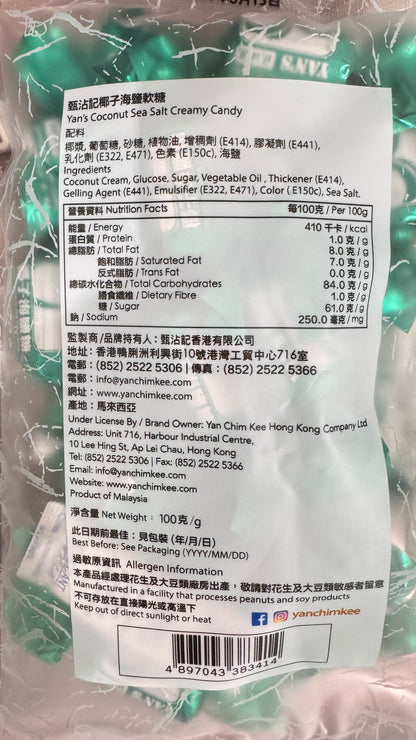 YAN'S
甄沾記椰子海鹽軟糖
Yan's Coconut Sea Salt Creamy Candy
配料
椰漿, 葡萄糖, 砂糖, 植物油, 增稠劑 (E414), 膠凝劑 (E441),
乳化劑 (E322, E471), 色素 (E150c), 海鹽
Ingredients
Coconut Cream, Glucose, Sugar, Vegetable Oil , Thickener (E414),
Gelling Agent (E441), Emulsifier (E322, E471), Color ( E150c), Sea Salt.
營養資料 Nutrition Facts 每100克 / Per 100g
能量 / Energy 410 千卡 / kcal
蛋白質 / Protein 1.0 克 / g
總脂肪 / Total Fat 8.0 克 / g
飽和脂肪 / Saturated Fat 7.0 克 / g
反式脂肪 / Trans Fat 0.0 克 / g
總碳水化合物 / Total Carbohydrates 84.0 克 / g
膳食纖維 / Dietary Fibre 1.0 克 / g
糖 / Sugar 61.0 克 / g
鈉 / Sodium 250.0 毫克 / mg
監製商/品牌持有人: 甄沾記香港有限公司
地址: 香港鴨脷洲利興街10號港灣工貿中心716室
電郵: (852) 2522 5306 | 傳真: (852) 2522 5366
電郵: info@yanchimkee.com
網址: www.yanchimkee.com
產地: 馬來西亞
Under License By / Brand Owner: Yan Chim Kee Hong Kong Company Ltd
Address: Unit 716, Harbour Industrial Centre,
10 Lee Hing St, Ap Lei Chau, Hong Kong
Tel: (852) 2522 5306 | Fax: (852) 2522 5366
Email: info@yanchimkee.com
Website: www.yanchimkee.com
Product of Malaysia
淨含量 Net Weight : 100克/g
此日期前最佳: 見包裝 (年/月/日)
Best Before: See Packaging (YYYY/MM/DD)
過敏原資訊 Allergen Information
本產品經處理花生及大豆類廠房出產, 敬請對花生及大豆類敏感者留意
Manufactured in a facility that processes peanuts and soy products
不可存放在直接陽光或高溫下
Keep out of direct sunlight or heat
yanchimkee
4 897043 383414